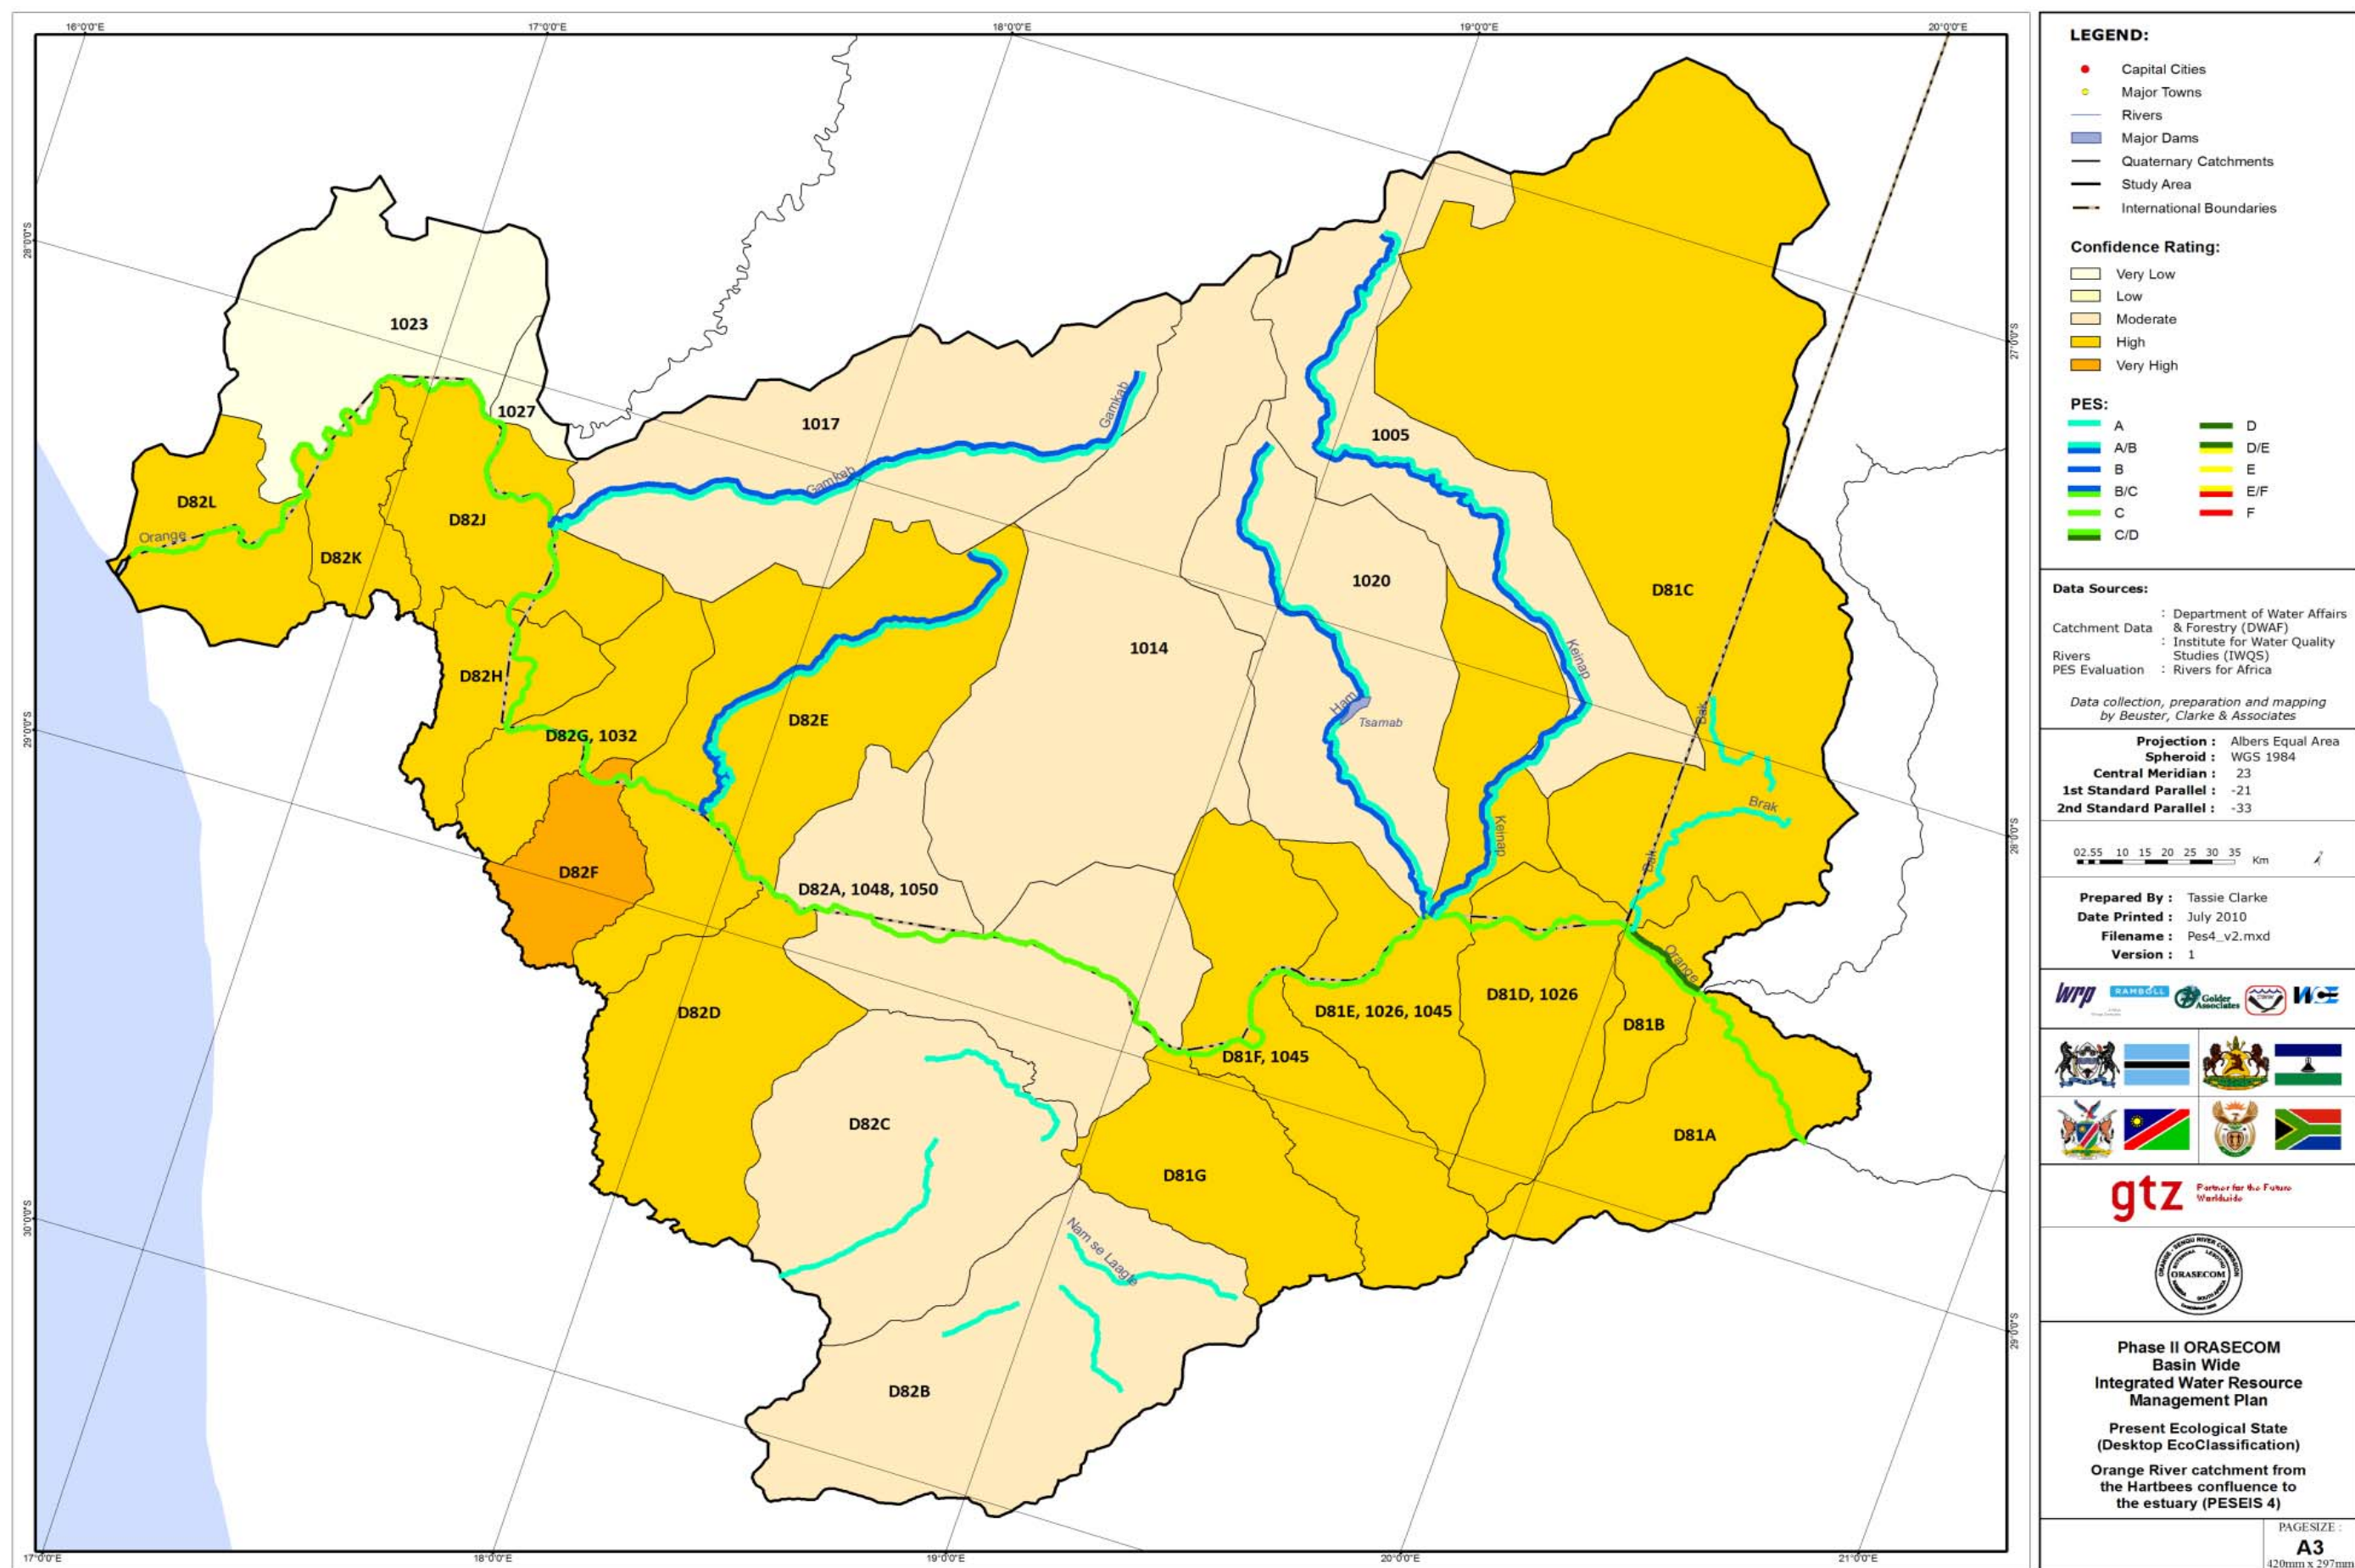 16°0'0"E
17°0'0"E
18°0'0"E
19°0'0"E
20°0'0"E
28°0'0"S
29°0'0"S
30°0'0"S
27°0'0"S
28°0'0"S
29°0'0"S
17°0'0"E
18°0'0"E
19°0'0"E
20°0'0"E
21°0'0"E
1023
1027
1017
Gamkab
Gamkab
1005
D82L
Orange
D82K
D82J
1020
D81C
1014
Keinap
D82H
Ham
Tsamab
Bak
D82G, 1032
D82E
Brak
Keinap
Bak
D82F
D82A, 1048, 1050
Orange
D82D
D81E, 1026, 1045
D81D, 1026
D81B
D81F, 1045
D82C
D81A
D81G
Nam se Laagte
D82B
LEGEND:
Capital Cities
Major Towns
Rivers
Major Dams
Quaternary Catchments
Study Area
International Boundaries
Confidence Rating:
Very Low
Low
Moderate
High
Very High
PES:
A
A/B
B
B/C
C
C/D
D
D/E
E
E/F
F
Data Sources:
Catchment Data : Department of Water Affairs & Forestry (DWAF)
Rivers : Institute for Water Quality Studies (IWQS)
PES Evaluation : Rivers for Africa
Data collection, preparation and mapping
by Beuster, Clarke & Associates
Projection : Albers Equal Area
Spheroid : WGS 1984
Central Meridian : 23
1st Standard Parallel : -21
2nd Standard Parallel : -33
02.55 10 15 20 25 30 35 Km
Prepared By : Tassie Clarke
Date Printed : July 2010
Filename : Pes4_v2.mxd
Version : 1
wrp
RAMBOLL
Golder Associates
WCE
gtz Partner for the Future Worldwide
ORANGE - SENQU RIVER COMMISSION
ORASECOM
Phase II ORASECOM
Basin Wide
Integrated Water Resource
Management Plan
Present Ecological State
(Desktop EcoClassification)
Orange River catchment from
the Hartbees confluence to
the estuary (PESEIS 4)
PAGESIZE :
A3
420mm x 297mm